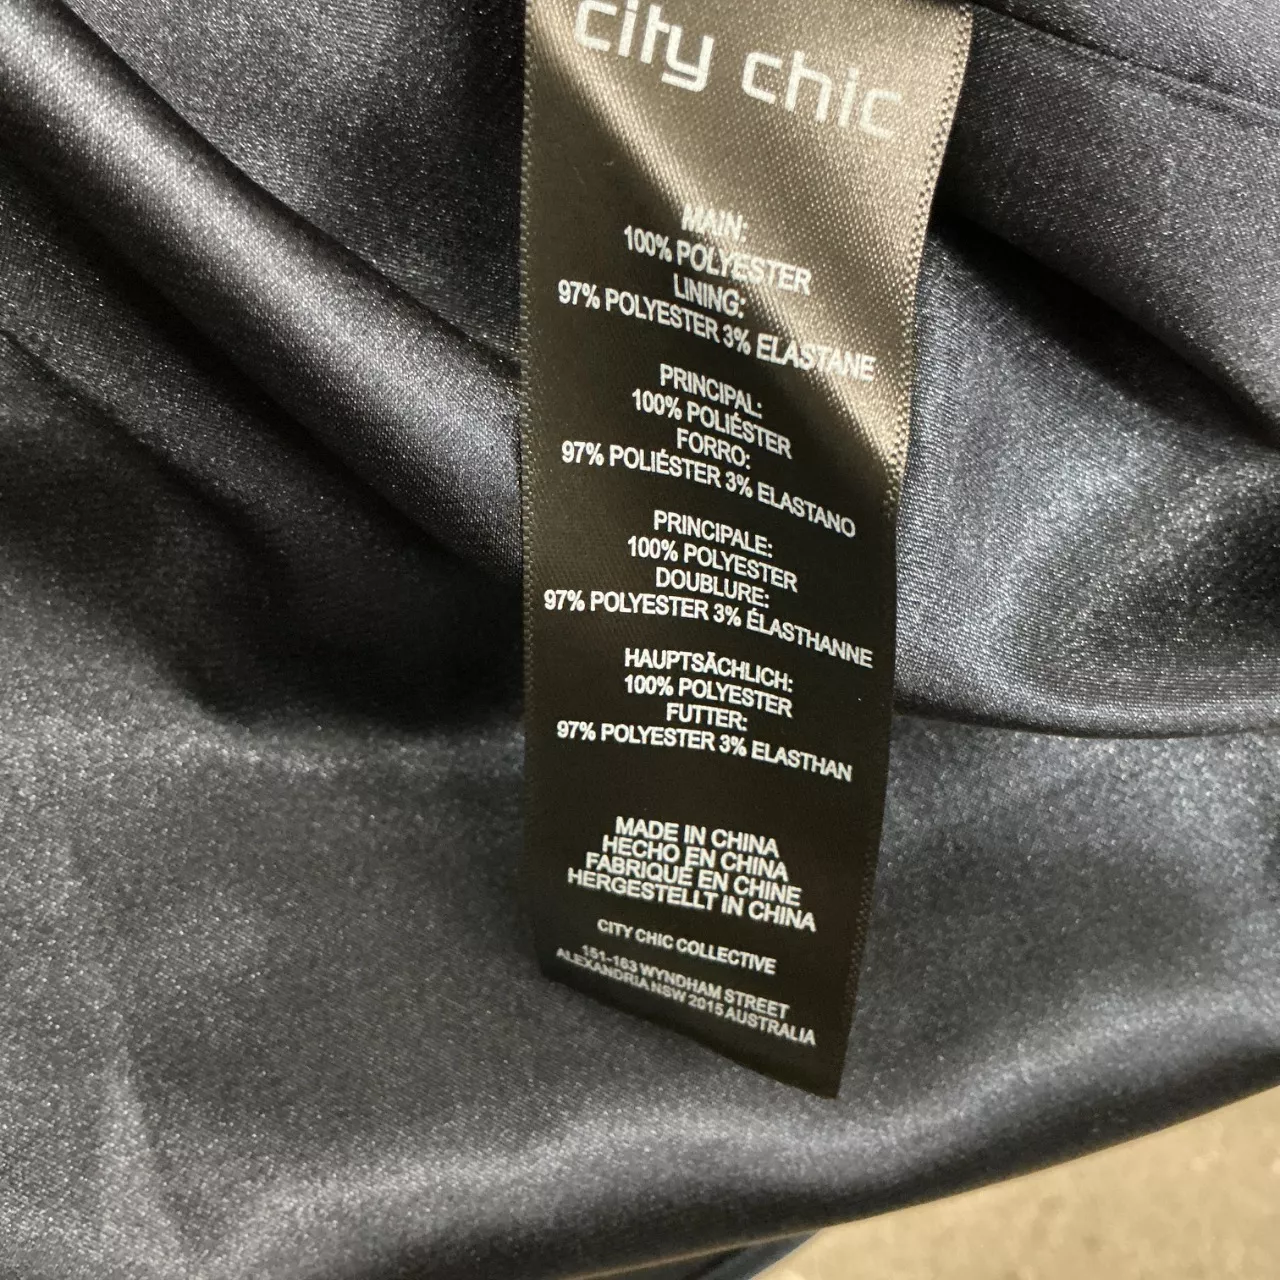 city chic
MAIN:
100% POLYESTER
LINING:
97% POLYESTER 3% ELASTANE
PRINCIPAL:
100% POLIÉSTER
FORRO:
97% POLIÉSTER 3% ELASTANO
PRINCIPALE:
100% POLYESTER
DOUBLURE:
97% POLYESTER 3% ÉLASTHANNE
HAUPTSÄCHLICH:
100% POLYESTER
FUTTER:
97% POLYESTER 3% ELASTHAN
MADE IN CHINA
HECHO EN CHINA
FABRIQUÉ EN CHINE
HERGESTELLT IN CHINA
CITY CHIC COLLECTIVE
151-163 WYNDHAM STREET
ALEXANDRIA NSW 2015 AUSTRALIA